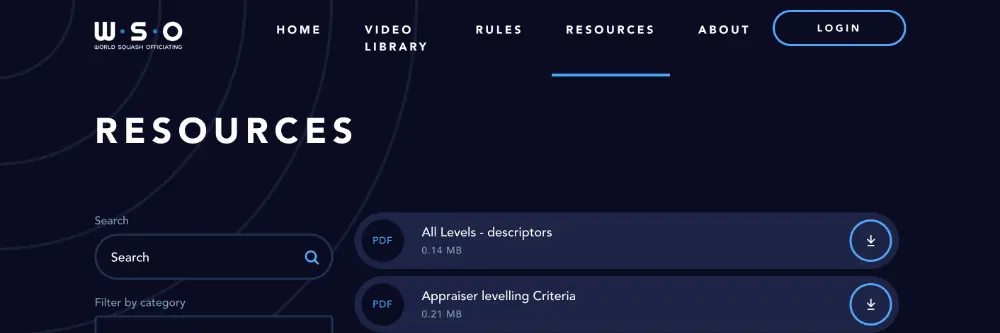 W·S·O
WORLD SQUASH OFFICIATING
HOME
VIDEO
LIBRARY
RULES
RESOURCES
ABOUT
LOGIN
RESOURCES
Search
Search
Filter by category
PDF
All Levels - descriptors
0.14 MB
PDF
Appraiser levelling Criteria
0.21 MB